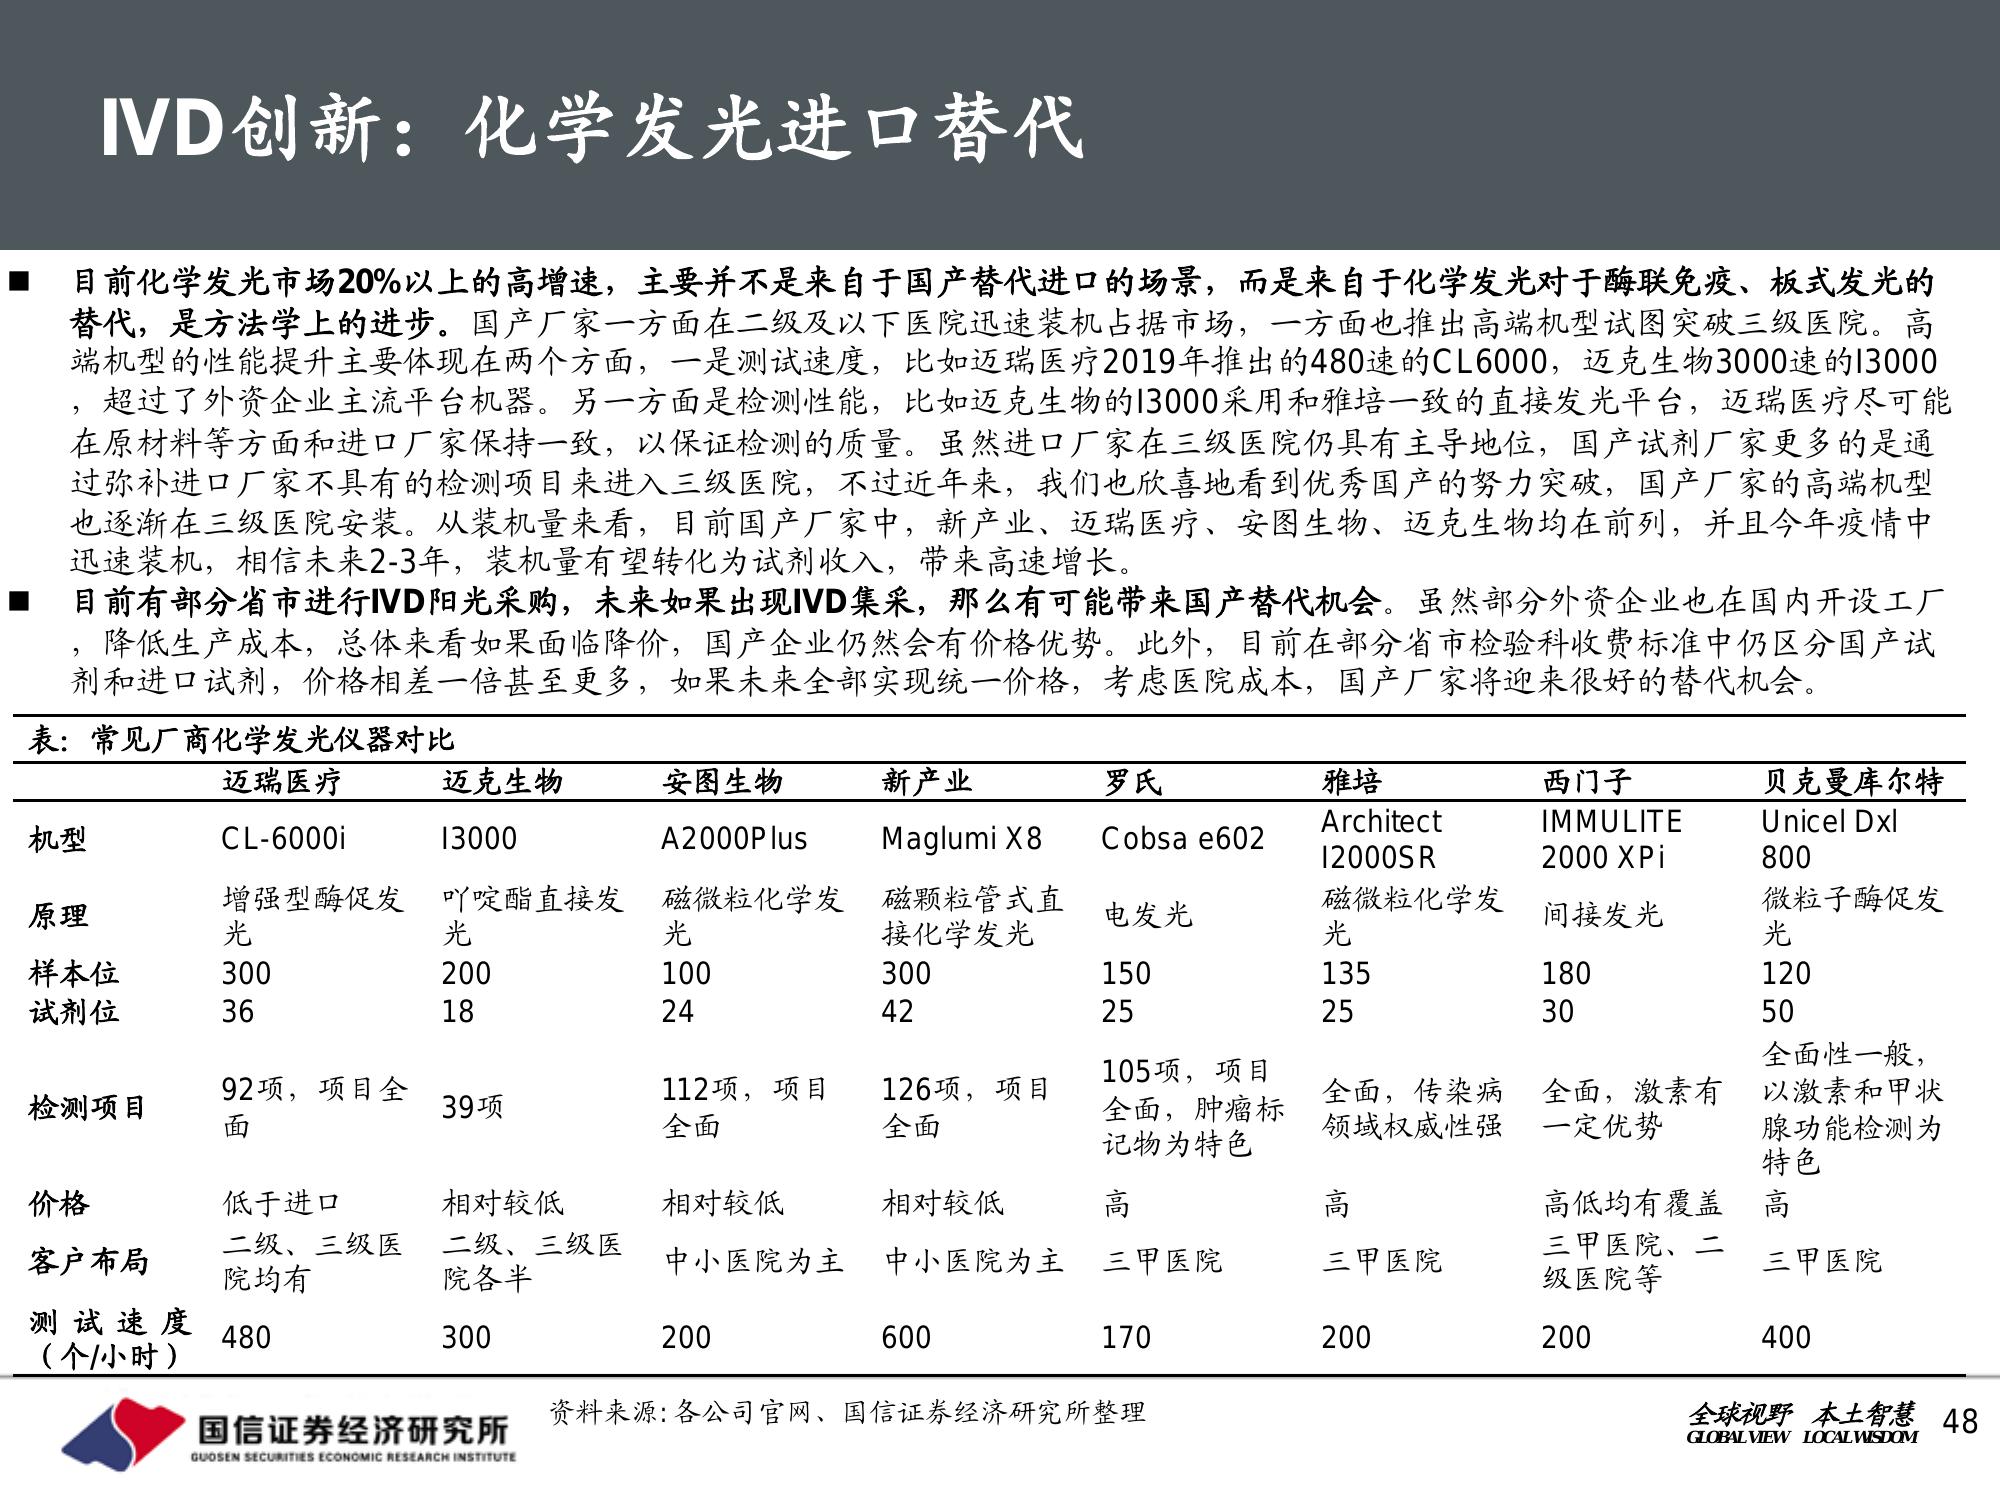 IVD创新：化学发光进口替代
■ 目前化学发光市场20%以上的高增速，主要并不是来自于国产替代进口的场景，而是来自于化学发光对于酶联免疫、板式发光的
替代，是方法学上的进步。国产厂家一方面在二级及以下医院迅速装机占据市场，一方面也推出高端机型试图突破三级医院。高
端机型的性能提升主要体现在两个方面，一是测试速度，比如迈瑞医疗2019年推出的480速的CL6000，迈克生物3000速的I3000
，超过了外资企业主流平台机器。另一方面是检测性能，比如迈克生物的I3000采用和雅培一致的直接发光平台，迈瑞医疗尽可能
在原材料等方面和进口厂家保持一致，以保证检测的质量。虽然进口厂家在三级医院仍具有主导地位，国产试剂厂家更多的是通
过弥补进口厂家不具有的检测项目来进入三级医院，不过近年来，我们也欣喜地看到优秀国产的努力突破，国产厂家的高端机型
也逐渐在三级医院安装。从装机量来看，目前国产厂家中，新产业、迈瑞医疗、安图生物、迈克生物均在前列，并且今年疫情中
迅速装机，相信未来2-3年，装机量有望转化为试剂收入，带来高速增长。
■ 目前有部分省市进行IVD阳光采购，未来如果出现IVD集采，那么有可能带来国产替代机会。虽然部分外资企业也在国内开设工厂
，降低生产成本，总体来看如果面临降价，国产企业仍然会有价格优势。此外，目前在部分省市检验科收费标准中仍区分国产试
剂和进口试剂，价格相差一倍甚至更多，如果未来全部实现统一价格，考虑医院成本，国产厂家将迎来很好的替代机会。
表：常见厂商化学发光仪器对比
迈瑞医疗 迈克生物 安图生物 新产业 罗氏 雅培 西门子 贝克曼库尔特
机型 CL-6000i I3000 A2000Plus Maglumi X8 Cobsa e602 Architect I2000SR IMMULITE 2000 XPi Unicel Dxl 800
原理 增强型酶促发光 吖啶酯直接发光 磁微粒化学发光 磁颗粒管式直接化学发光 电发光 磁微粒化学发光 间接发光 微粒子酶促发光
样本位 300 200 100 300 150 135 180 120
试剂位 36 18 24 42 25 25 30 50
检测项目 92项，项目全面 39项 112项，项目全面 126项，项目全面 105项，项目全面，肿瘤标记物为特色 全面，传染病领域权威性强 全面，激素有一定优势 全面性一般，以激素和甲状腺功能检测为特色
价格 低于进口 相对较低 相对较低 相对较低 高 高 高低均有覆盖 高
客户布局 二级、三级医院均有 二级、三级医院各半 中小医院为主 中小医院为主 三甲医院 三甲医院 三甲医院、二级医院等 三甲医院
测试速度（个/小时） 480 300 200 600 170 200 200 400
资料来源:各公司官网、国信证券经济研究所整理
国信证券经济研究所
GUOSEN SECURITIES ECONOMIC RESEARCH INSTITUTE
全球视野 本土智慧
GLOBAL VIEW LOCAL WISDOM
48